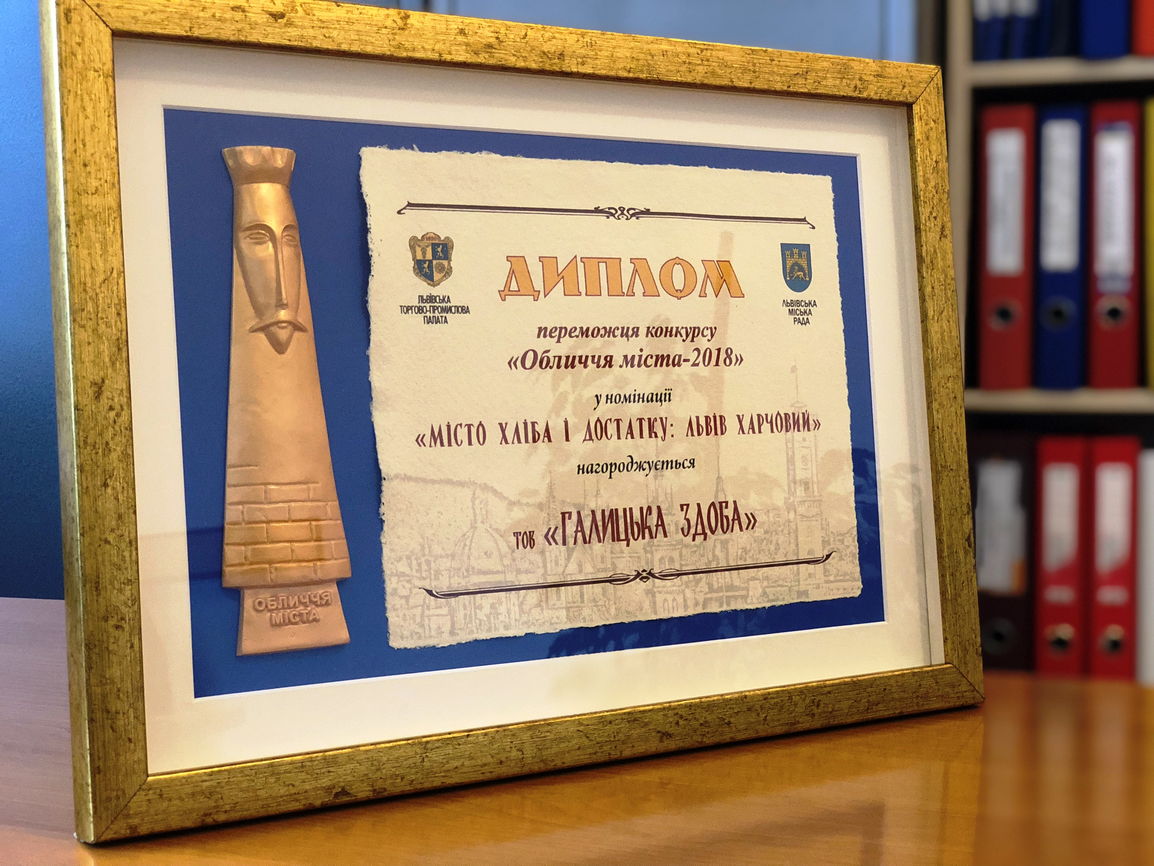 ЛЬВІВСЬКА
ТОРГОВО-ПРОМИСЛОВА
ПАЛАТА
ДИПЛОМ
ЛЬВІВСЬКА
МІСЬКА
РАДА
переможця конкурсу
«Обличчя міста-2018»
у номінації
«МІСТО ХЛІБА І ДОСТАТКУ: ЛЬВІВ ХАРЧОВИЙ»
нагороджується
ТОВ «ГАЛИЦЬКА ЗДОБА»
ОБЛИЧЧЯ
МІСТА